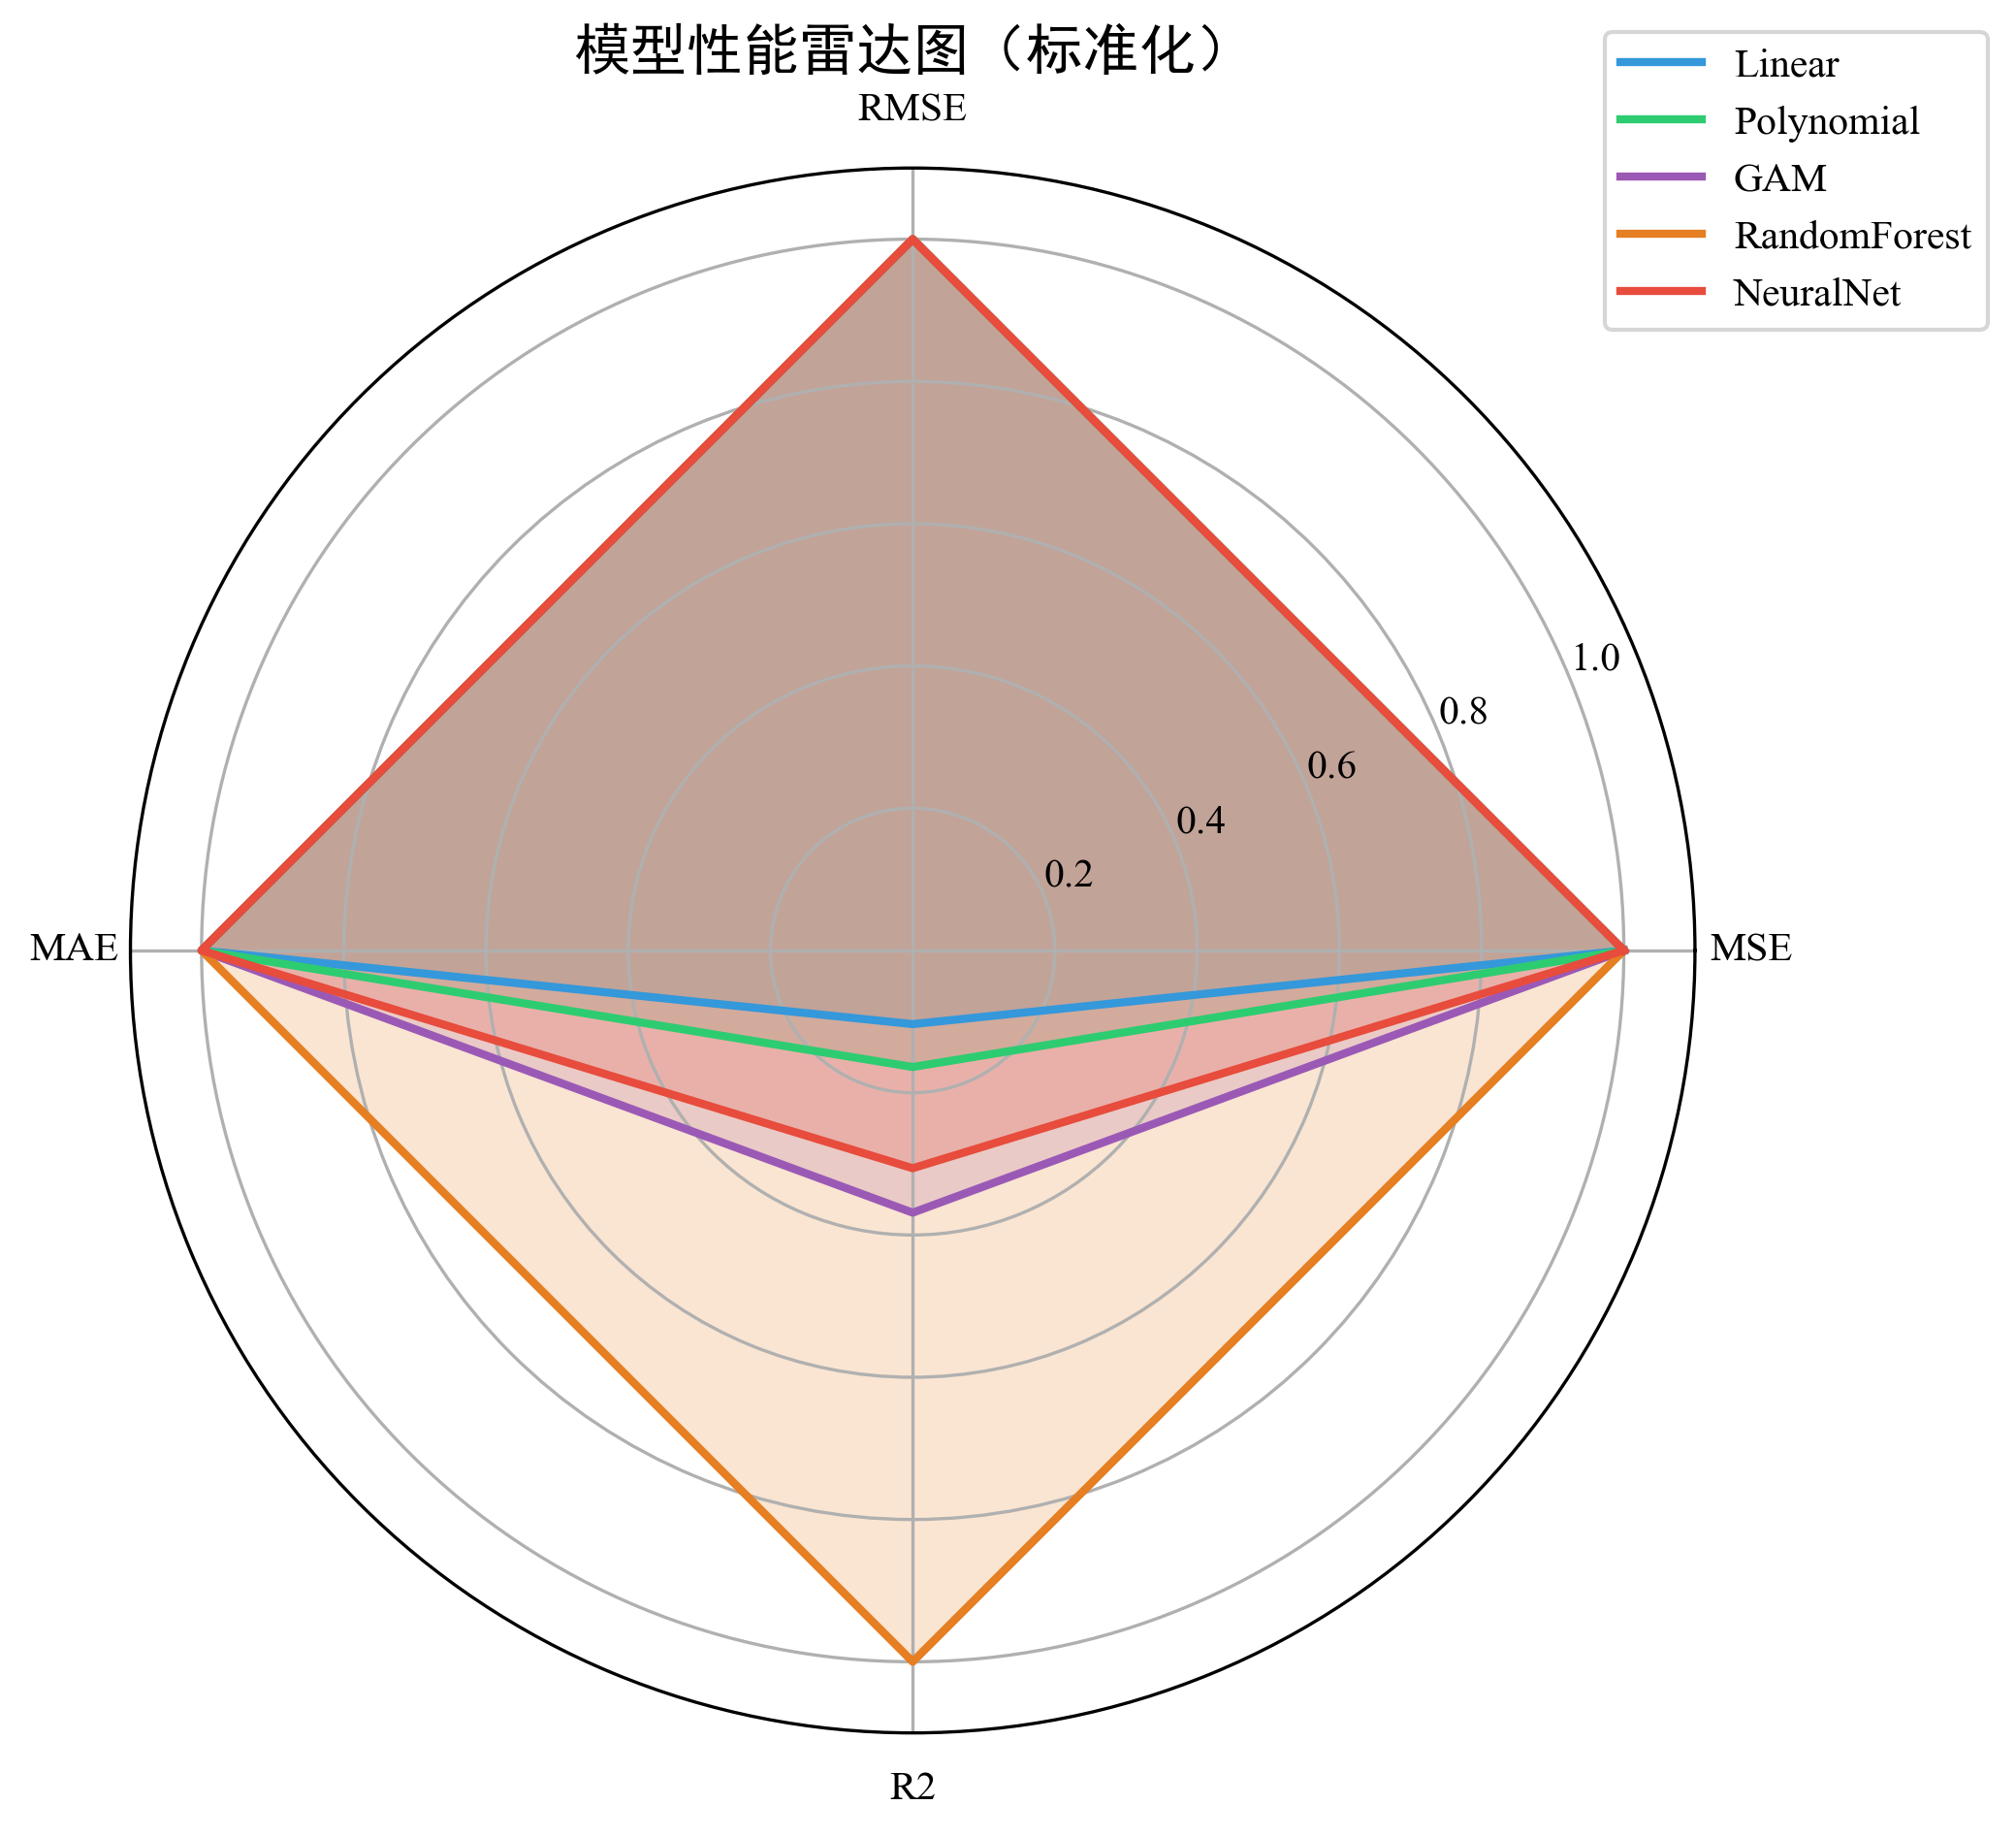 模型性能雷达图（标准化）
RMSE
Linear
Polynomial
GAM
RandomForest
NeuralNet
1.0
0.8
0.6
0.4
0.2
MAE
MSE
R2